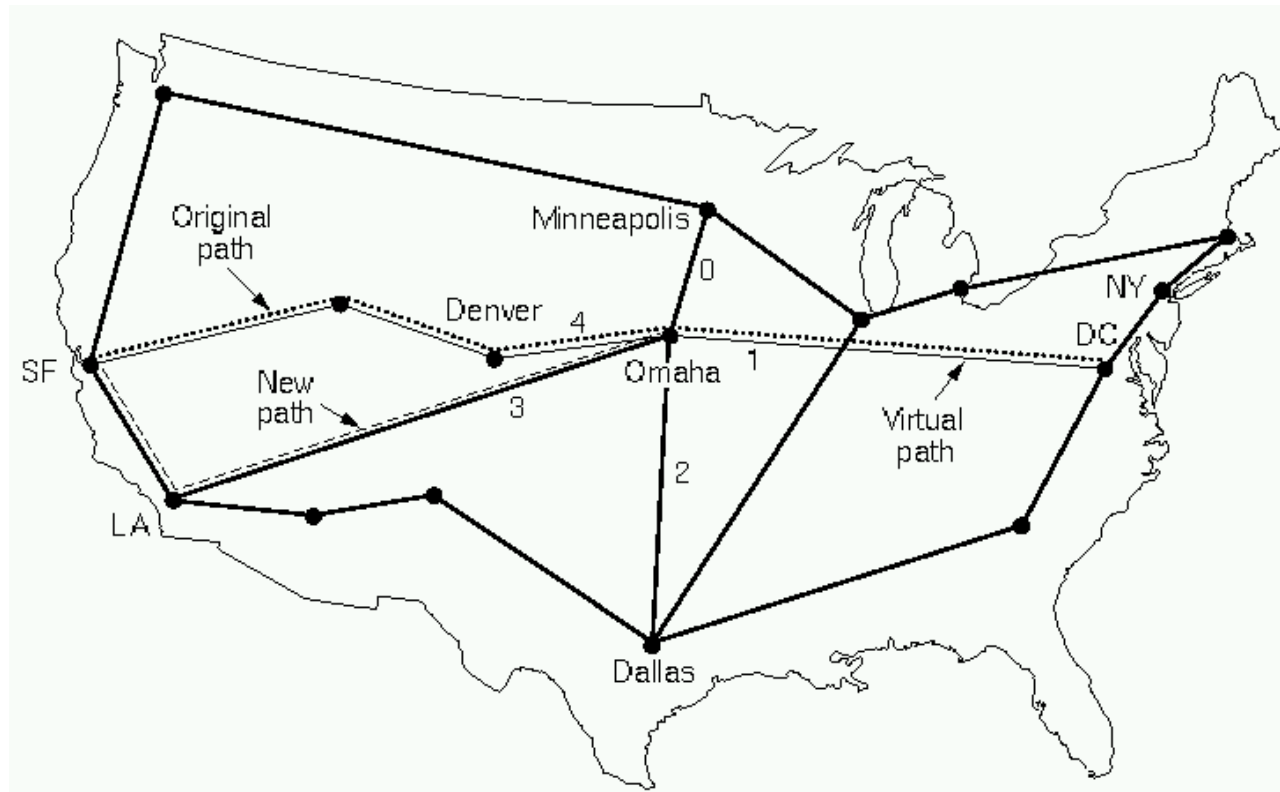 Original
path
Minneapolis
0
NY
Denver
4
DC
SF
New
path
3
Omaha
1
Virtual
path
2
LA
Dallas